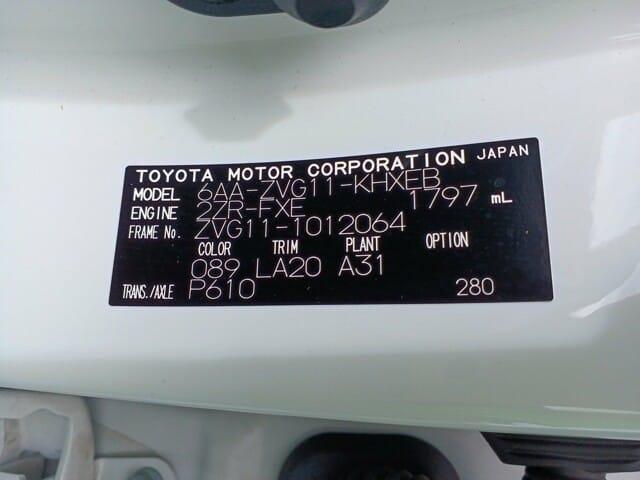 TOYOTA MOTOR CORPORATION JAPAN
MODEL 6AA-ZVG11-KHXEB
ENGINE 2ZR-FXE 1797 mL
FRAME No. ZVG11-1012064
COLOR TRIM PLANT OPTION
089 LA20 A31
TRANS./AXLE P610 280